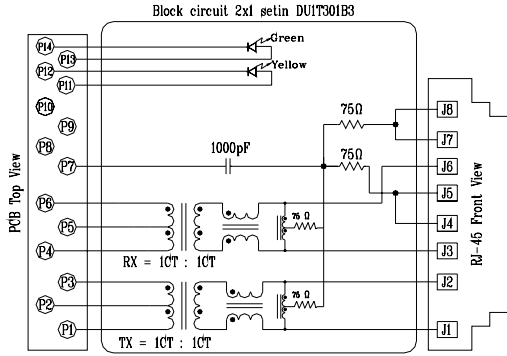 Block circuit 2x1 setin DU1T301B3
P14
Green
P13
P12
Yellow
P11
P10
P9
P8
P7
P6
P5
P4
P3
P2
P1
PCB Top View
1000pF
75Ω
75Ω
75 Ω
75 Ω
RX = 1CT : 1CT
TX = 1CT : 1CT
J8
J7
J6
J5
J4
J3
J2
J1
RJ-45 Front View